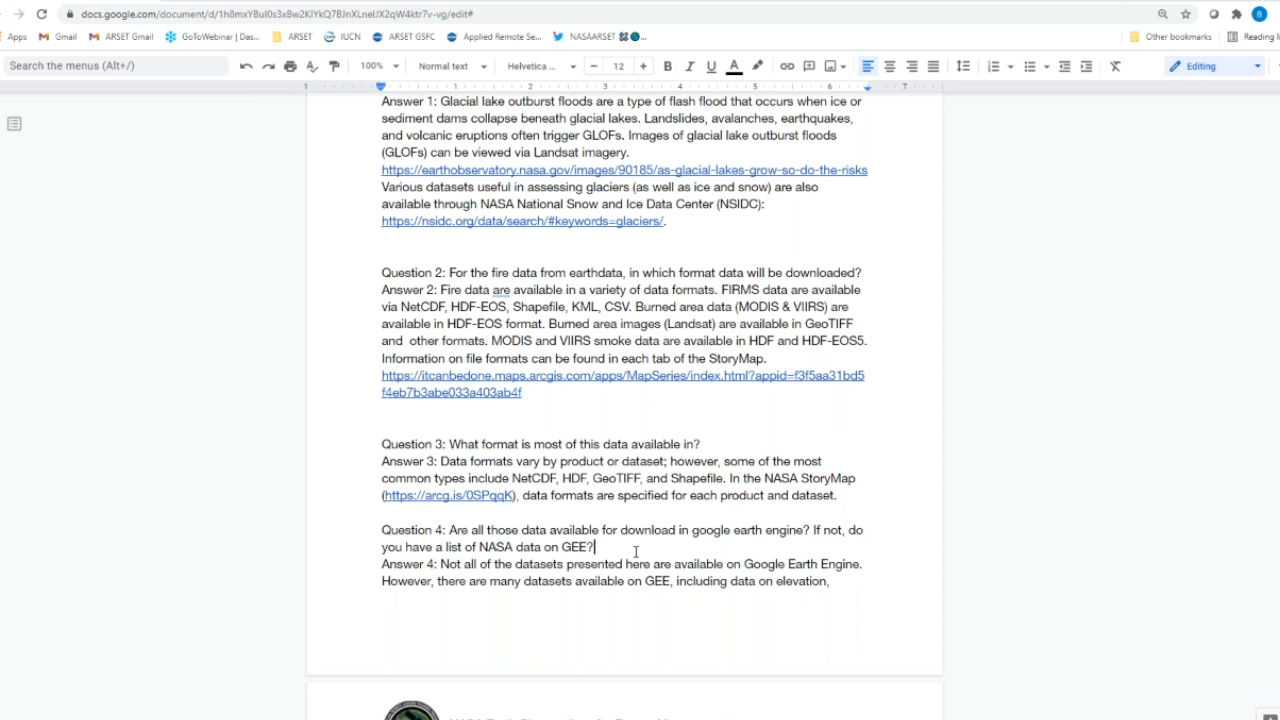 docs.google.com/document/d/1h8mxYBuI0s3xBw2KIYkQ7BJnXLnelJX2qW4ktr7v-vg/edit#
Apps Gmail ARSET Gmail GoToWebinar | Das... ARSET IUCN ARSET GSFC Applied Remote Se... NASAARSET Other bookmarks Reading
Search the menus (Alt+/) 100% Normal text Helvetica ... 12 B I U A Editing
1 1 2 3 4 5 6 7
Answer 1: Glacial lake outburst floods are a type of flash flood that occurs when ice or
sediment dams collapse beneath glacial lakes. Landslides, avalanches, earthquakes,
and volcanic eruptions often trigger GLOFs. Images of glacial lake outburst floods
(GLOFs) can be viewed via Landsat imagery.
https://earthobservatory.nasa.gov/images/90185/as-glacial-lakes-grow-so-do-the-risks
Various datasets useful in assessing glaciers (as well as ice and snow) are also
available through NASA National Snow and Ice Data Center (NSIDC):
https://nsidc.org/data/search/#keywords=glaciers/.
Question 2: For the fire data from earthdata, in which format data will be downloaded?
Answer 2: Fire data are available in a variety of data formats. FIRMS data are available
via NetCDF, HDF-EOS, Shapefile, KML, CSV. Burned area data (MODIS & VIIRS) are
available in HDF-EOS format. Burned area images (Landsat) are available in GeoTIFF
and other formats. MODIS and VIIRS smoke data are available in HDF and HDF-EOS5.
Information on file formats can be found in each tab of the StoryMap.
https://itcanbedone.maps.arcgis.com/apps/MapSeries/index.html?appid=f3f5aa31bd5
f4eb7b3abe033a403ab4f
Question 3: What format is most of this data available in?
Answer 3: Data formats vary by product or dataset; however, some of the most
common types include NetCDF, HDF, GeoTIFF, and Shapefile. In the NASA StoryMap
(https://arcg.is/0SPqqK), data formats are specified for each product and dataset.
Question 4: Are all those data available for download in google earth engine? If not, do
you have a list of NASA data on GEE?
Answer 4: Not all of the datasets presented here are available on Google Earth Engine.
However, there are many datasets available on GEE, including data on elevation,